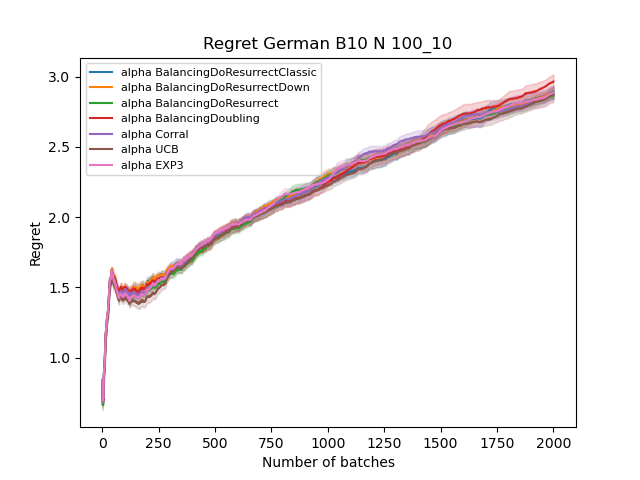 Regret German B10 N 100_10
alpha BalancingDoResurrectClassic
alpha BalancingDoResurrectDown
alpha BalancingDoResurrect
alpha BalancingDoubling
alpha Corral
alpha UCB
alpha EXP3
Regret
3.0
2.5
2.0
1.5
1.0
0 250 500 750 1000 1250 1500 1750 2000
Number of batches